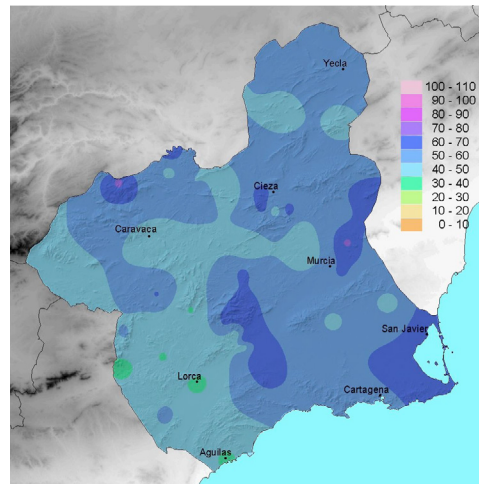 Yecla
100 - 110
90 - 100
80 - 90
70 - 80
60 - 70
50 - 60
40 - 50
30 - 40
20 - 30
10 - 20
0 - 10
Cieza
Caravaca
Murcia
San Javier
Lorca
Cartagena
Aguilas